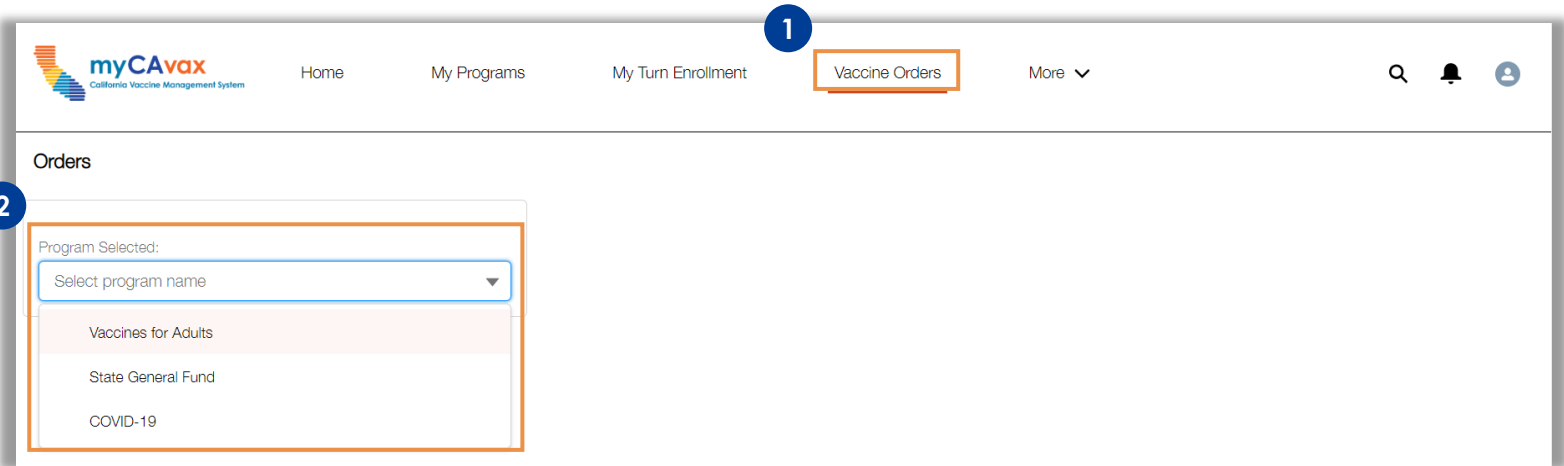 1
myCAvax
California Vaccine Management System
Home
My Programs
My Turn Enrollment
Vaccine Orders
More
Orders
2
Program Selected:
Select program name
Vaccines for Adults
State General Fund
COVID-19